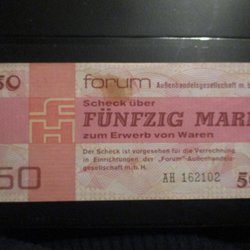 50 forum Außenhandelsgesellschaft m.
Scheck über
FÜNFZIG MARK
zum Erwerb von Waren
Der Scheck ist vorgesehen für die Verrechnung
in Einrichtungen der „Forum"-Außenhandels-
gesellschaft m. b. H.
50 AH 162102 50